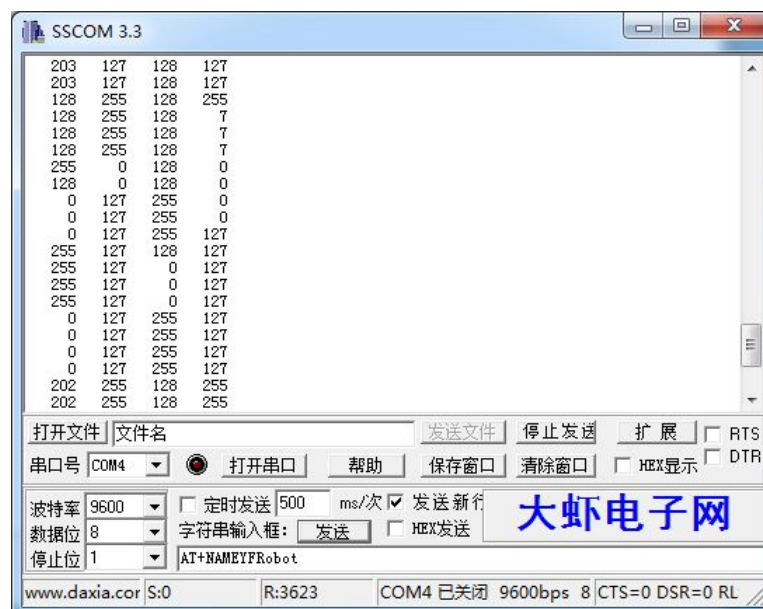 SSCOM 3.3
203 127 128 127
203 127 128 127
128 255 128 255
128 255 128 7
128 255 128 7
128 255 128 7
255 0 128 0
128 0 128 0
0 127 255 0
0 127 255 0
0 127 255 127
255 127 128 127
255 127 0 127
255 127 0 127
255 127 0 127
0 127 255 127
0 127 255 127
0 127 255 127
0 127 255 127
202 255 128 255
202 255 128 255
打开文件 文件名 发送文件 停止发送 扩 展 RTS
串口号 COM4 打开串口 帮助 保存窗口 清除窗口 HEX显示 DTR
波特率 9600 定时发送 500 ms/次 发送新行 大虾电子网
数据位 8 字符串输入框: 发送 HEX发送
停止位 1 AT+NAMEYFRobot
www.daxia.cor S:0 R:3623 COM4 已关闭 9600bps 8 CTS=0 DSR=0 RL